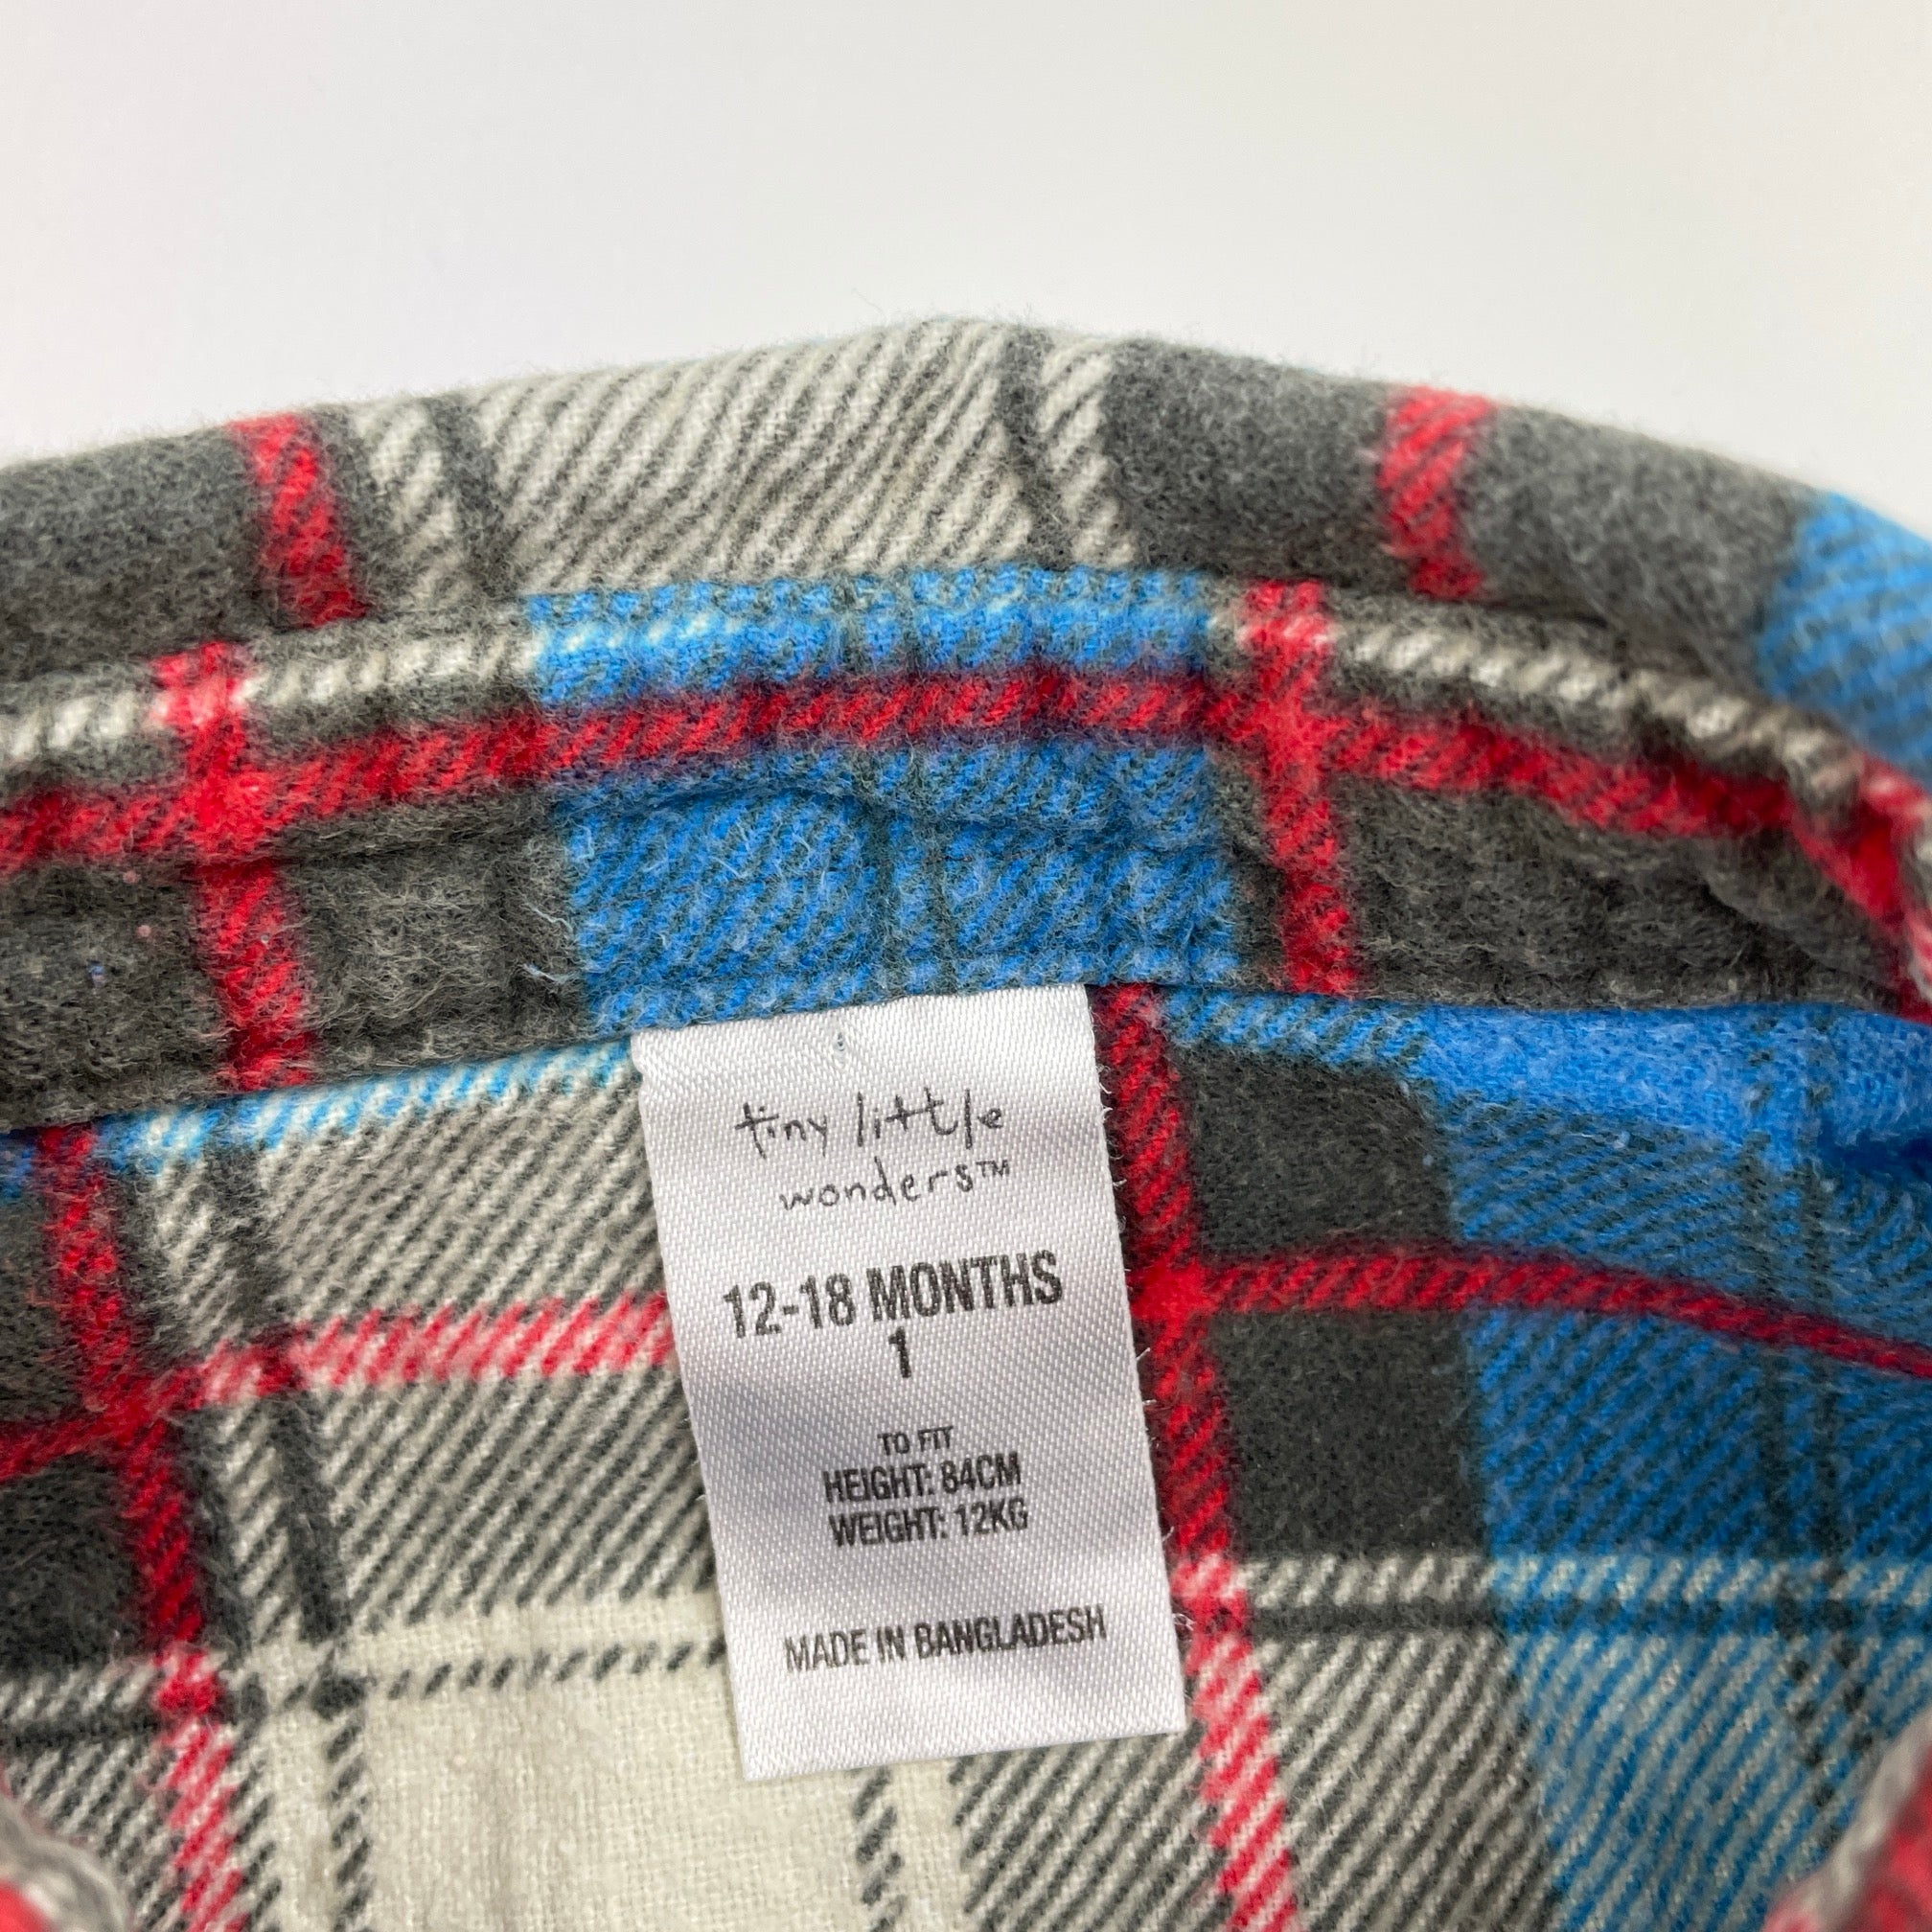 tiny little
wonders™
12-18 MONTHS
1
TO FIT
HEIGHT: 84CM
WEIGHT: 12KG
MADE IN BANGLADESH